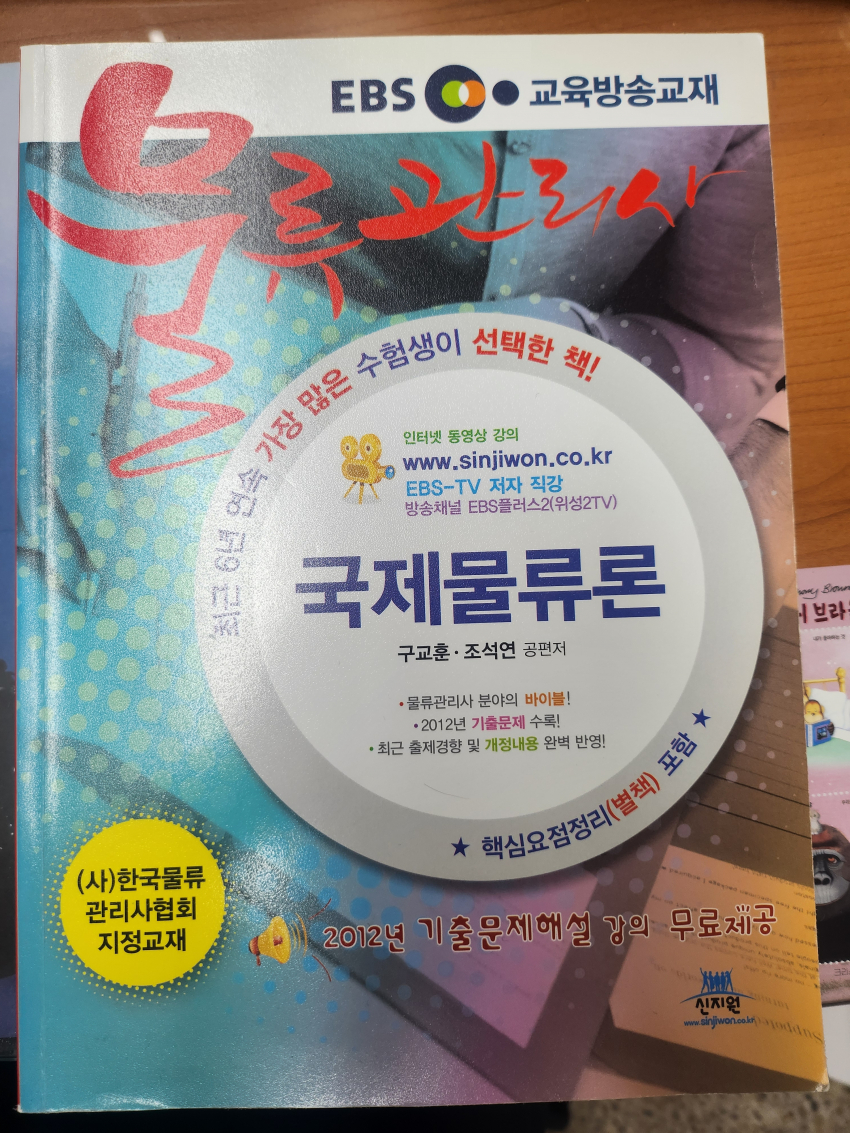 EBS 교육방송교재
물류관리사
최근 6년 연속 가장 많은 수험생이 선택한 책!
인터넷 동영상 강의
www.sinjiwon.co.kr
EBS-TV 저자 직강
방송채널 EBS플러스2(위성2TV)
국제물류론
구교훈·조석연 공편저
•물류관리사 분야의 바이블!
•2012년 기출문제 수록!
•최근 출제경향 및 개정내용 완벽 반영!
★ 핵심요점정리(별책) 포함 ★
(사)한국물류
관리사협회
지정교재
2012년 기출문제해설 강의 무료제공
신지원
www.sinjiwon.co.kr